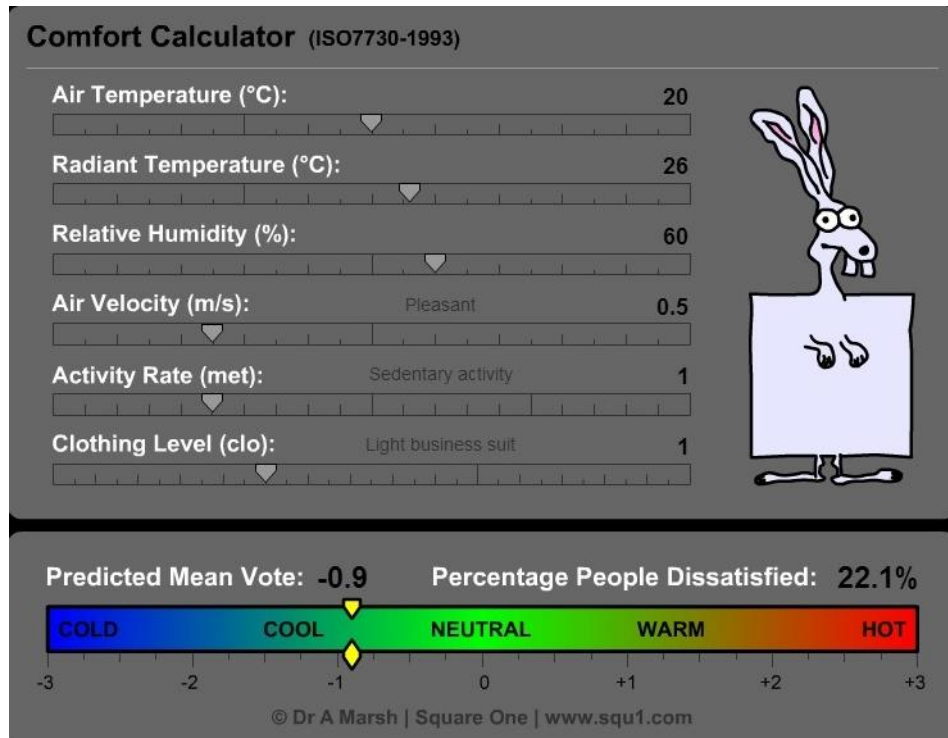 Comfort Calculator (ISO7730-1993)
Air Temperature (°C): 20
Radiant Temperature (°C): 26
Relative Humidity (%): 60
Air Velocity (m/s): Pleasant 0.5
Activity Rate (met): Sedentary activity 1
Clothing Level (clo): Light business suit 1
Predicted Mean Vote: -0.9 Percentage People Dissatisfied: 22.1%
COLD COOL NEUTRAL WARM HOT
-3 -2 -1 0 +1 +2 +3
© Dr A Marsh | Square One | www.squ1.com